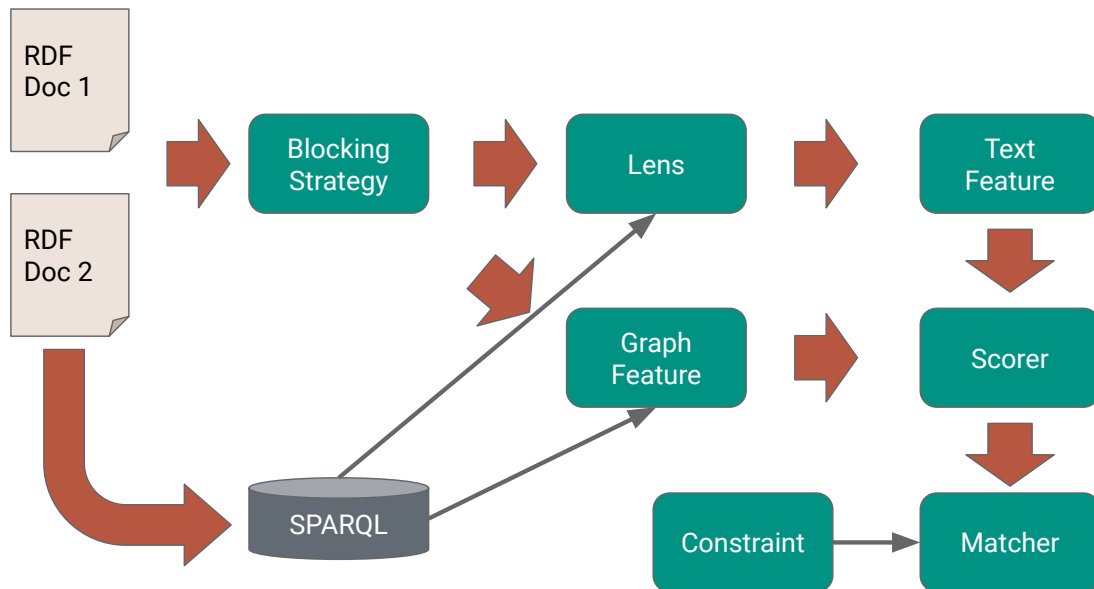 RDF
Doc 1
Blocking
Strategy
Lens
Text
Feature
RDF
Doc 2
Graph
Feature
Scorer
SPARQL
Constraint
Matcher